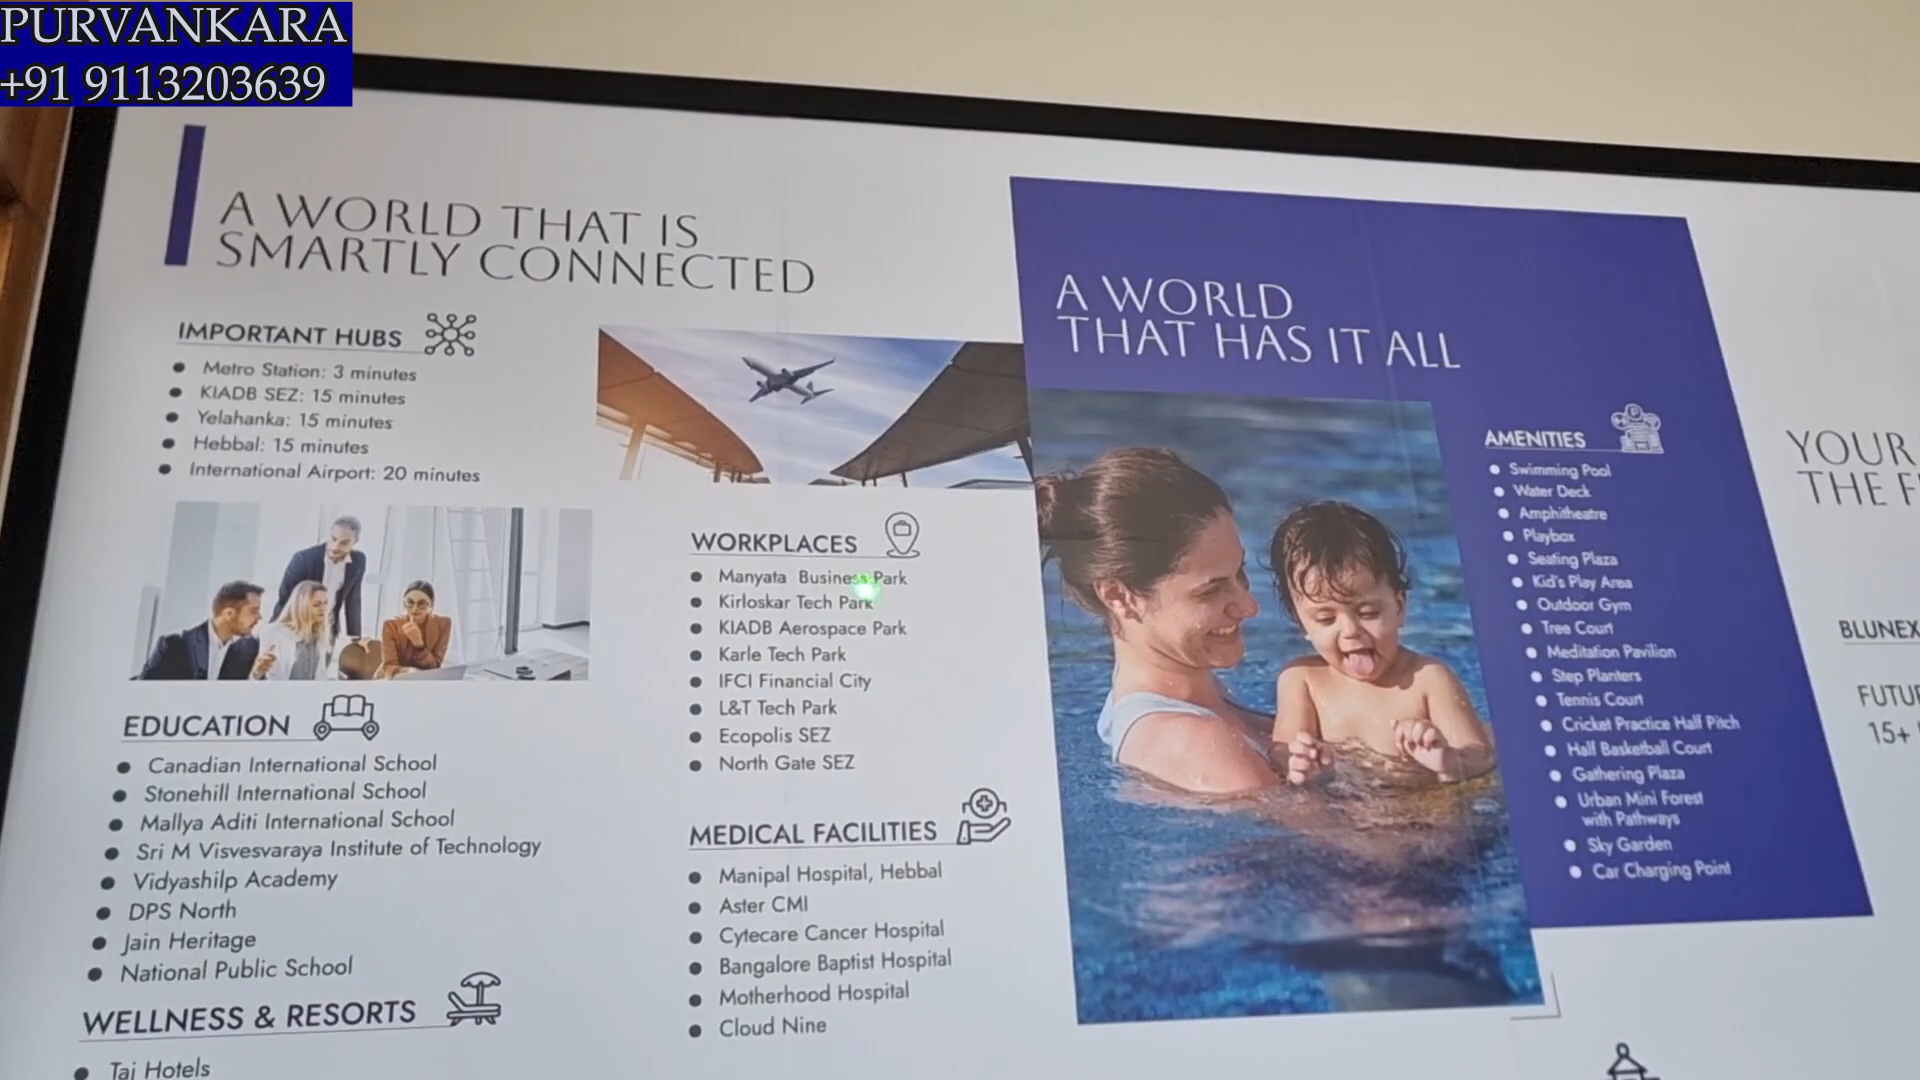 PURVANKARA
+91 9113203639
A WORLD THAT IS
SMARTLY CONNECTED
IMPORTANT HUBS
Metro Station: 3 minutes
KIADB SEZ: 15 minutes
Yelahanka: 15 minutes
Hebbal: 15 minutes
International Airport: 20 minutes
EDUCATION
Canadian International School
Stonehill International School
Mallya Aditi International School
Sri M Visvesvaraya Institute of Technology
Vidyashilp Academy
DPS North
Jain Heritage
National Public School
WELLNESS & RESORTS
Taj Hotels
WORKPLACES
Manyata Business Park
Kirloskar Tech Park
KIADB Aerospace Park
Karle Tech Park
IFCI Financial City
L&T Tech Park
Ecopolis SEZ
North Gate SEZ
MEDICAL FACILITIES
Manipal Hospital, Hebbal
Aster CMI
Cytecare Cancer Hospital
Bangalore Baptist Hospital
Motherhood Hospital
Cloud Nine
A WORLD
THAT HAS IT ALL
AMENITIES
Swimming Pool
Water Deck
Amphitheatre
Playbox
Seating Plaza
Kid's Play Area
Outdoor Gym
Tree Court
Meditation Pavilion
Step Planters
Tennis Court
Cricket Practice Half Pitch
Half Basketball Court
Gathering Plaza
Urban Mini Forest
with Pathways
Sky Garden
Car Charging Point
YOUR
THE
BLUNEX
15+